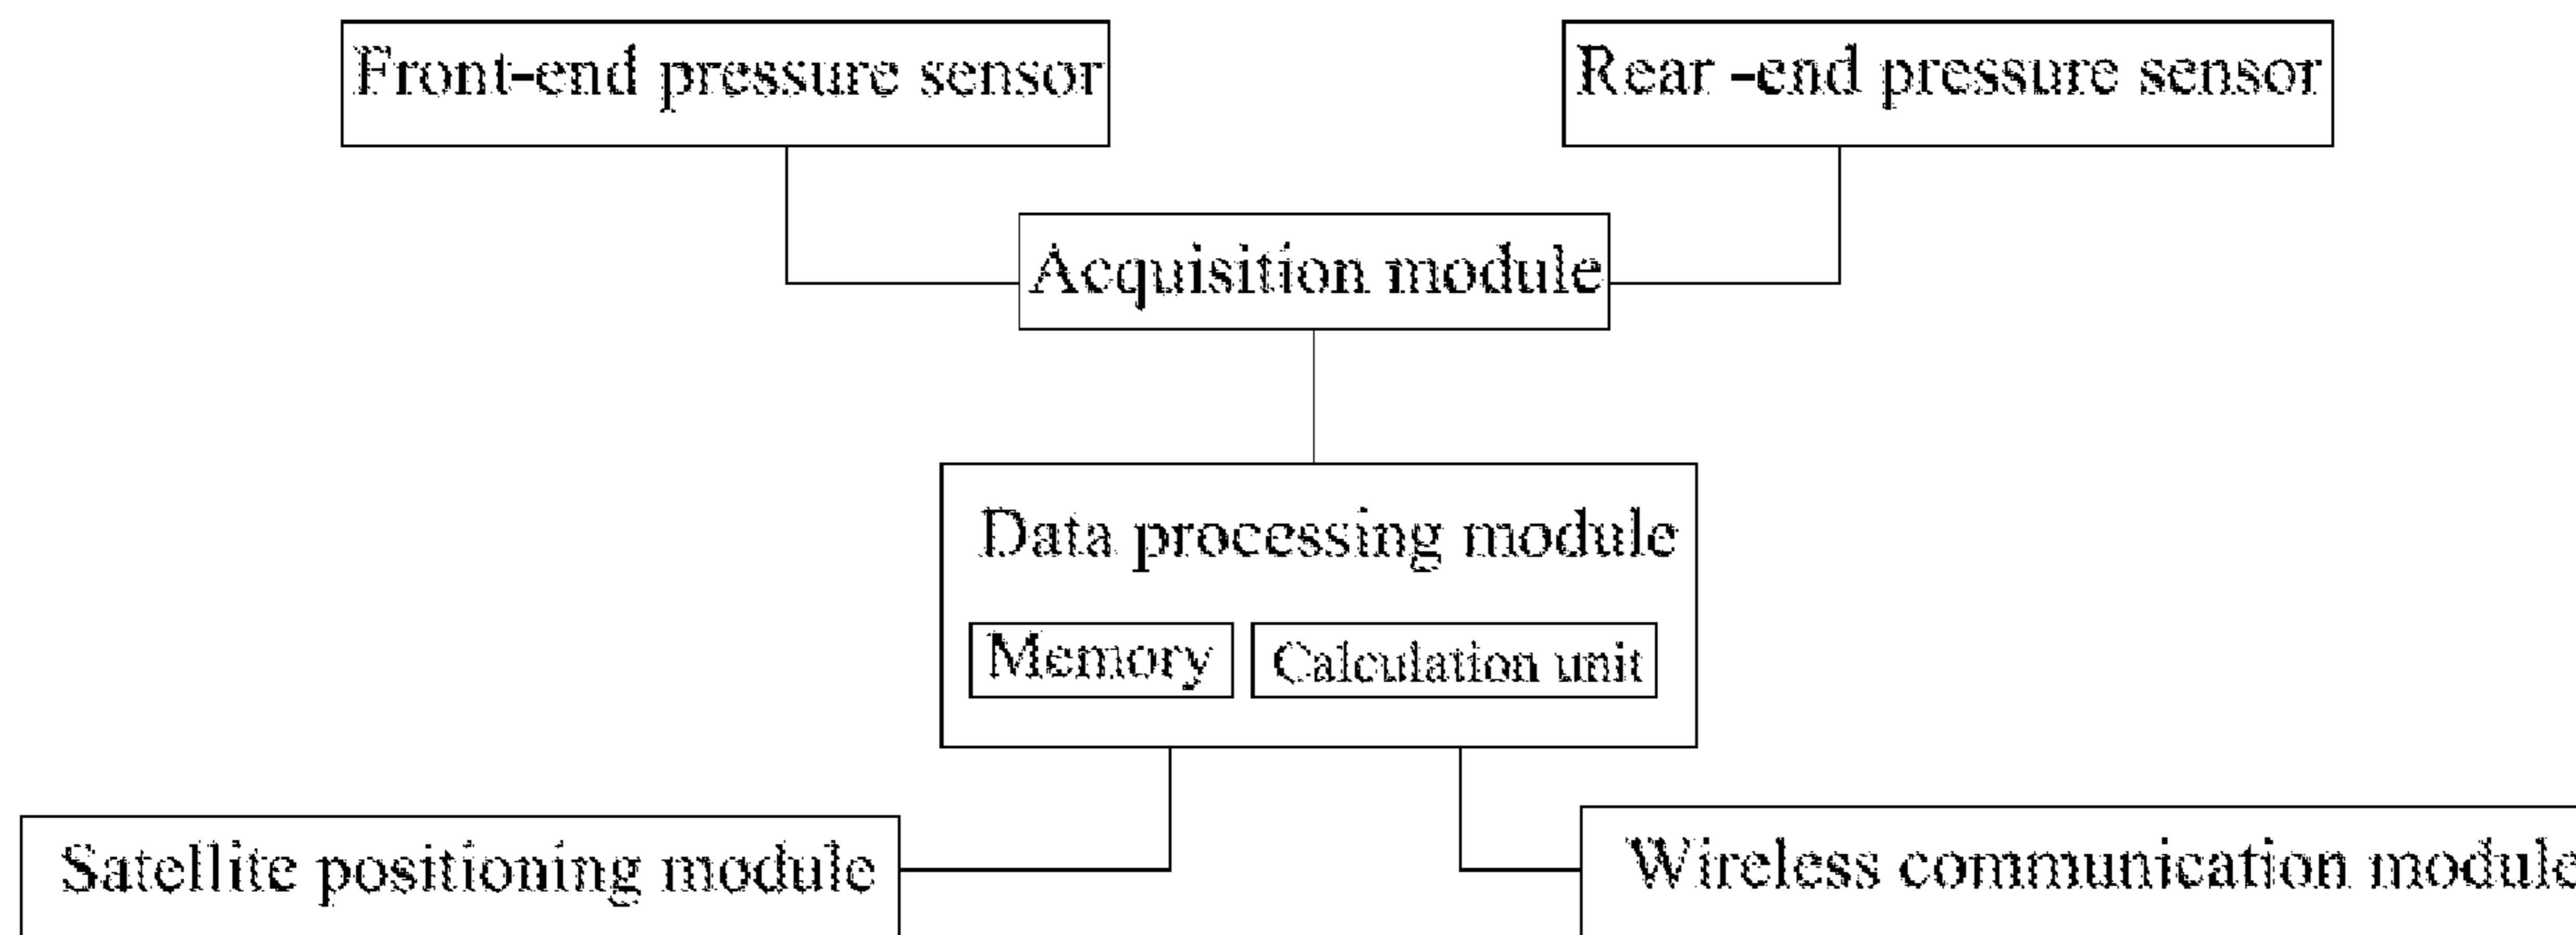 Front-end pressure sensor
Rear -end pressure sensor
Acquisition module
Data processing module
Memory
Calculation unit
Satellite positioning module
Wireless communication module